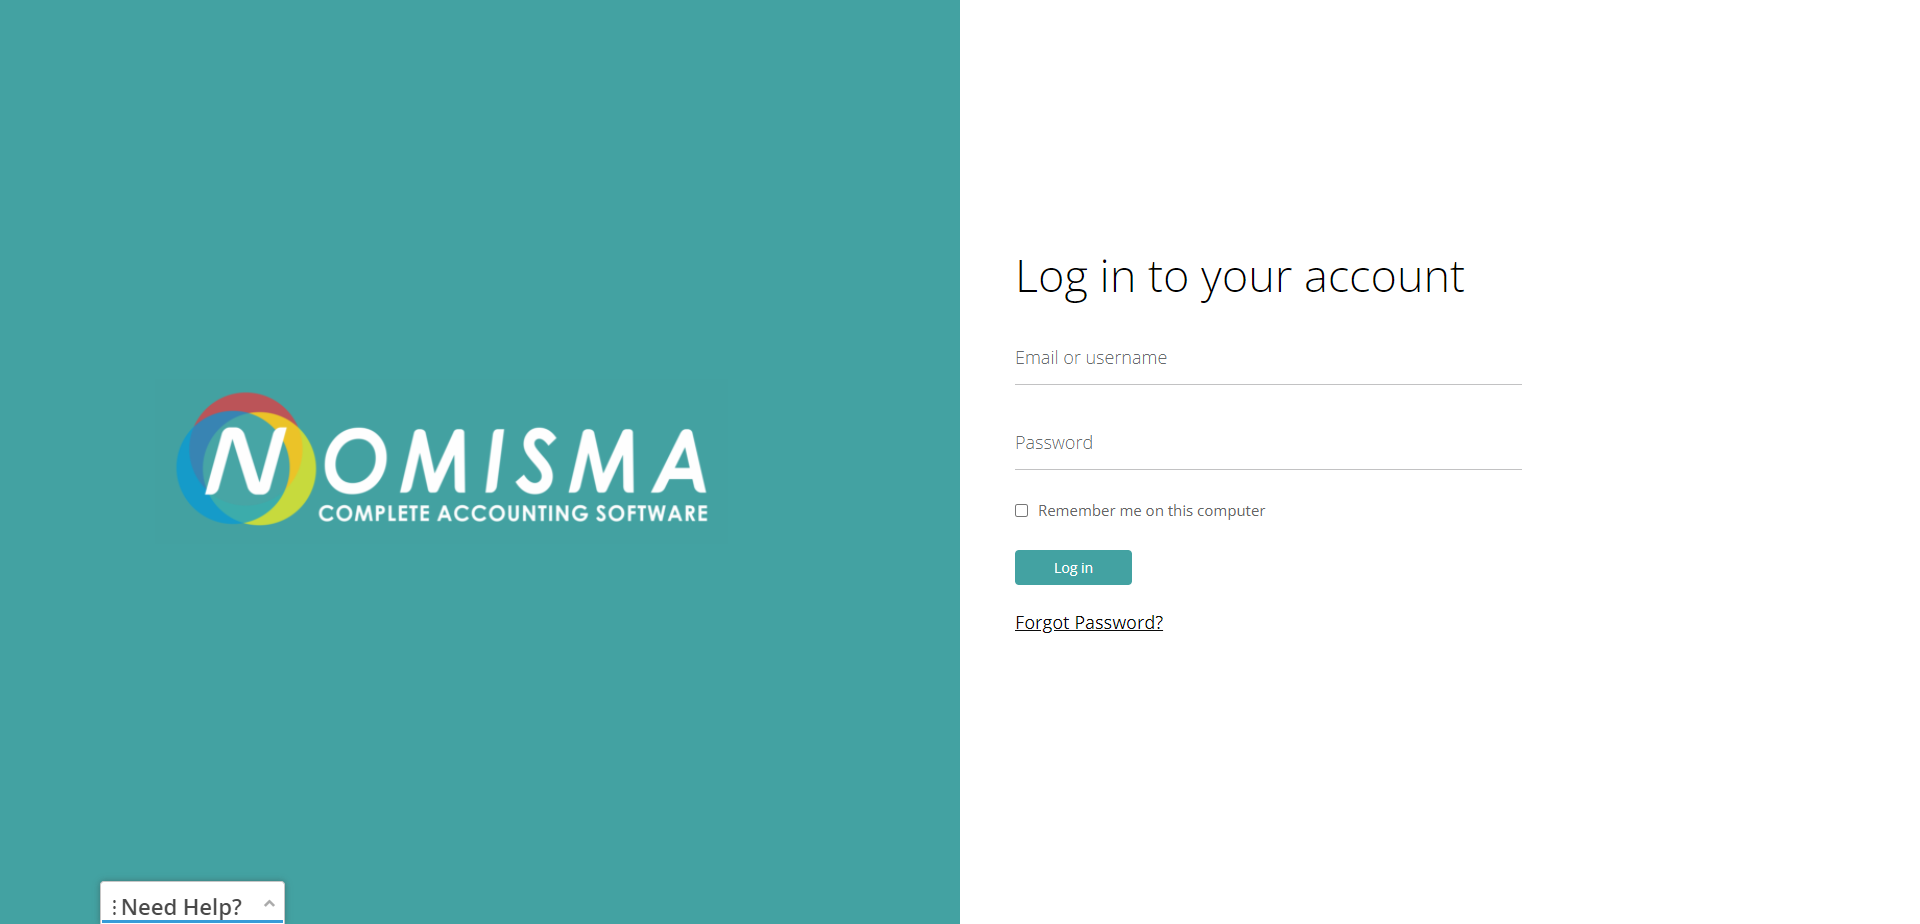 NOMISMA
COMPLETE ACCOUNTING SOFTWARE
Log in to your account
Email or username
Password
Remember me on this computer
Log in
Forgot Password?
Need Help?